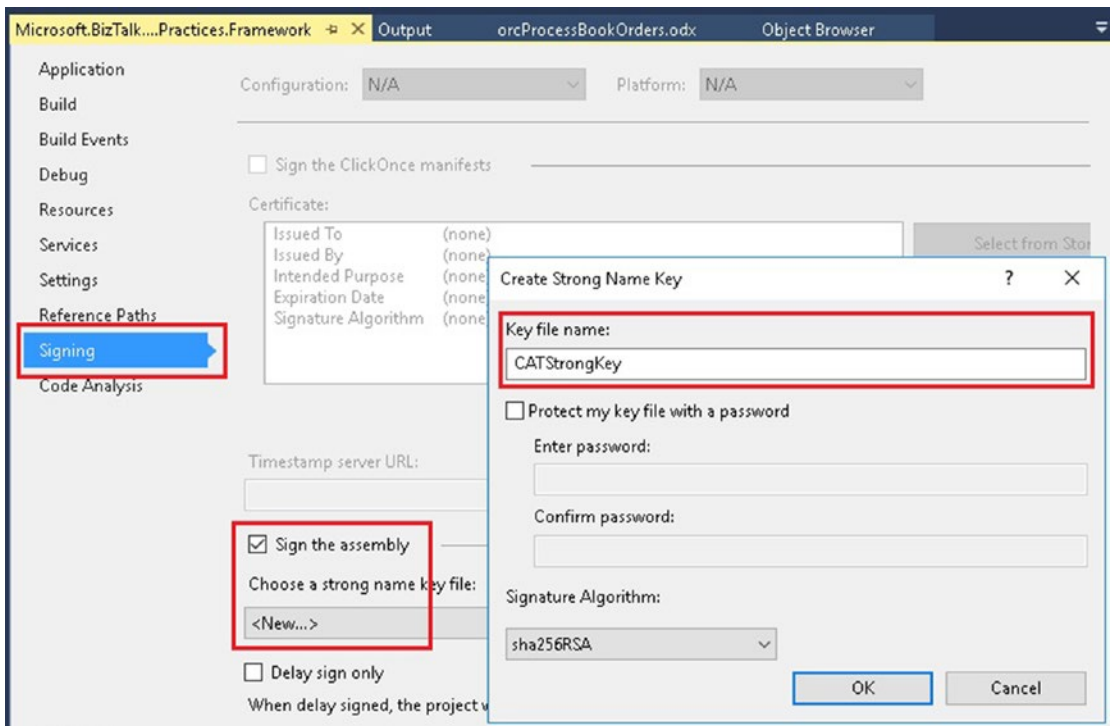 Microsoft.BizTalk....Practices.Framework Output orcProcessBookOrders.odx Object Browser
Application
Build
Build Events
Debug
Resources
Services
Settings
Reference Paths
Signing
Code Analysis
Configuration: N/A Platform: N/A
Sign the ClickOnce manifests
Certificate:
Issued To (none)
Issued By (none)
Intended Purpose (none)
Expiration Date (none
Signature Algorithm (none)
Select from Stor
Timestamp server URL:
Sign the assembly
Choose a strong name key file:
<New...>
Delay sign only
When delay signed, the project w
Create Strong Name Key ?
Key file name:
CATStrongKey
Protect my key file with a password
Enter password:
Confirm password:
Signature Algorithm:
sha256RSA
OK Cancel